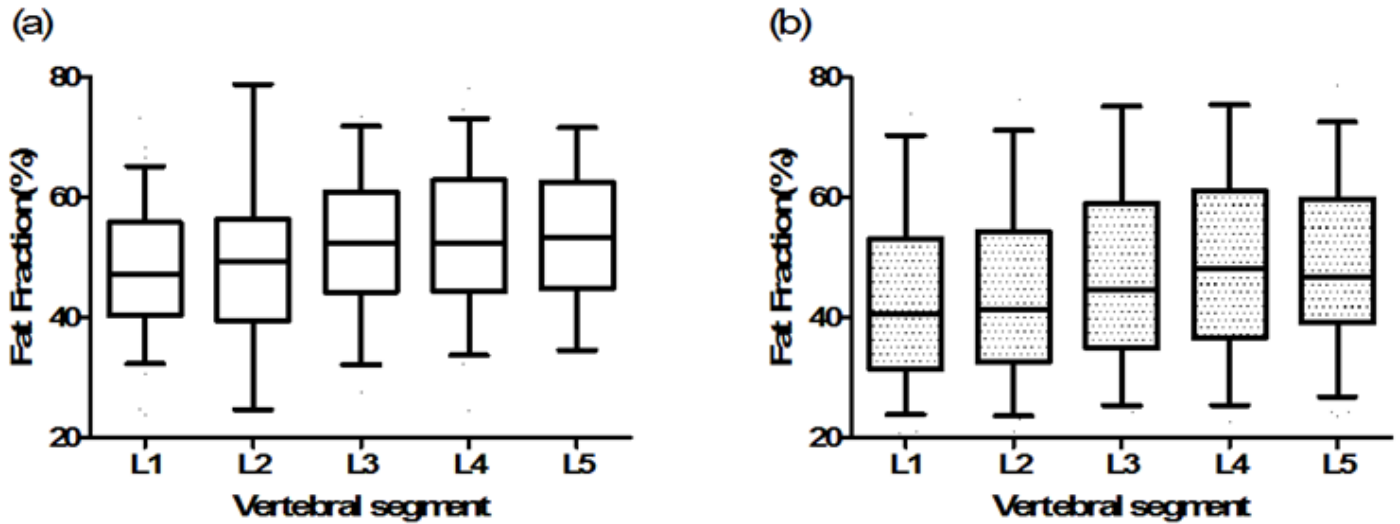 (a)
80
60
40
20
Fat Fraction(%)
L1 L2 L3 L4 L5
Vertebral segment
(b)
80
60
40
20
Fat Fraction(%)
L1 L2 L3 L4 L5
Vertebral segment